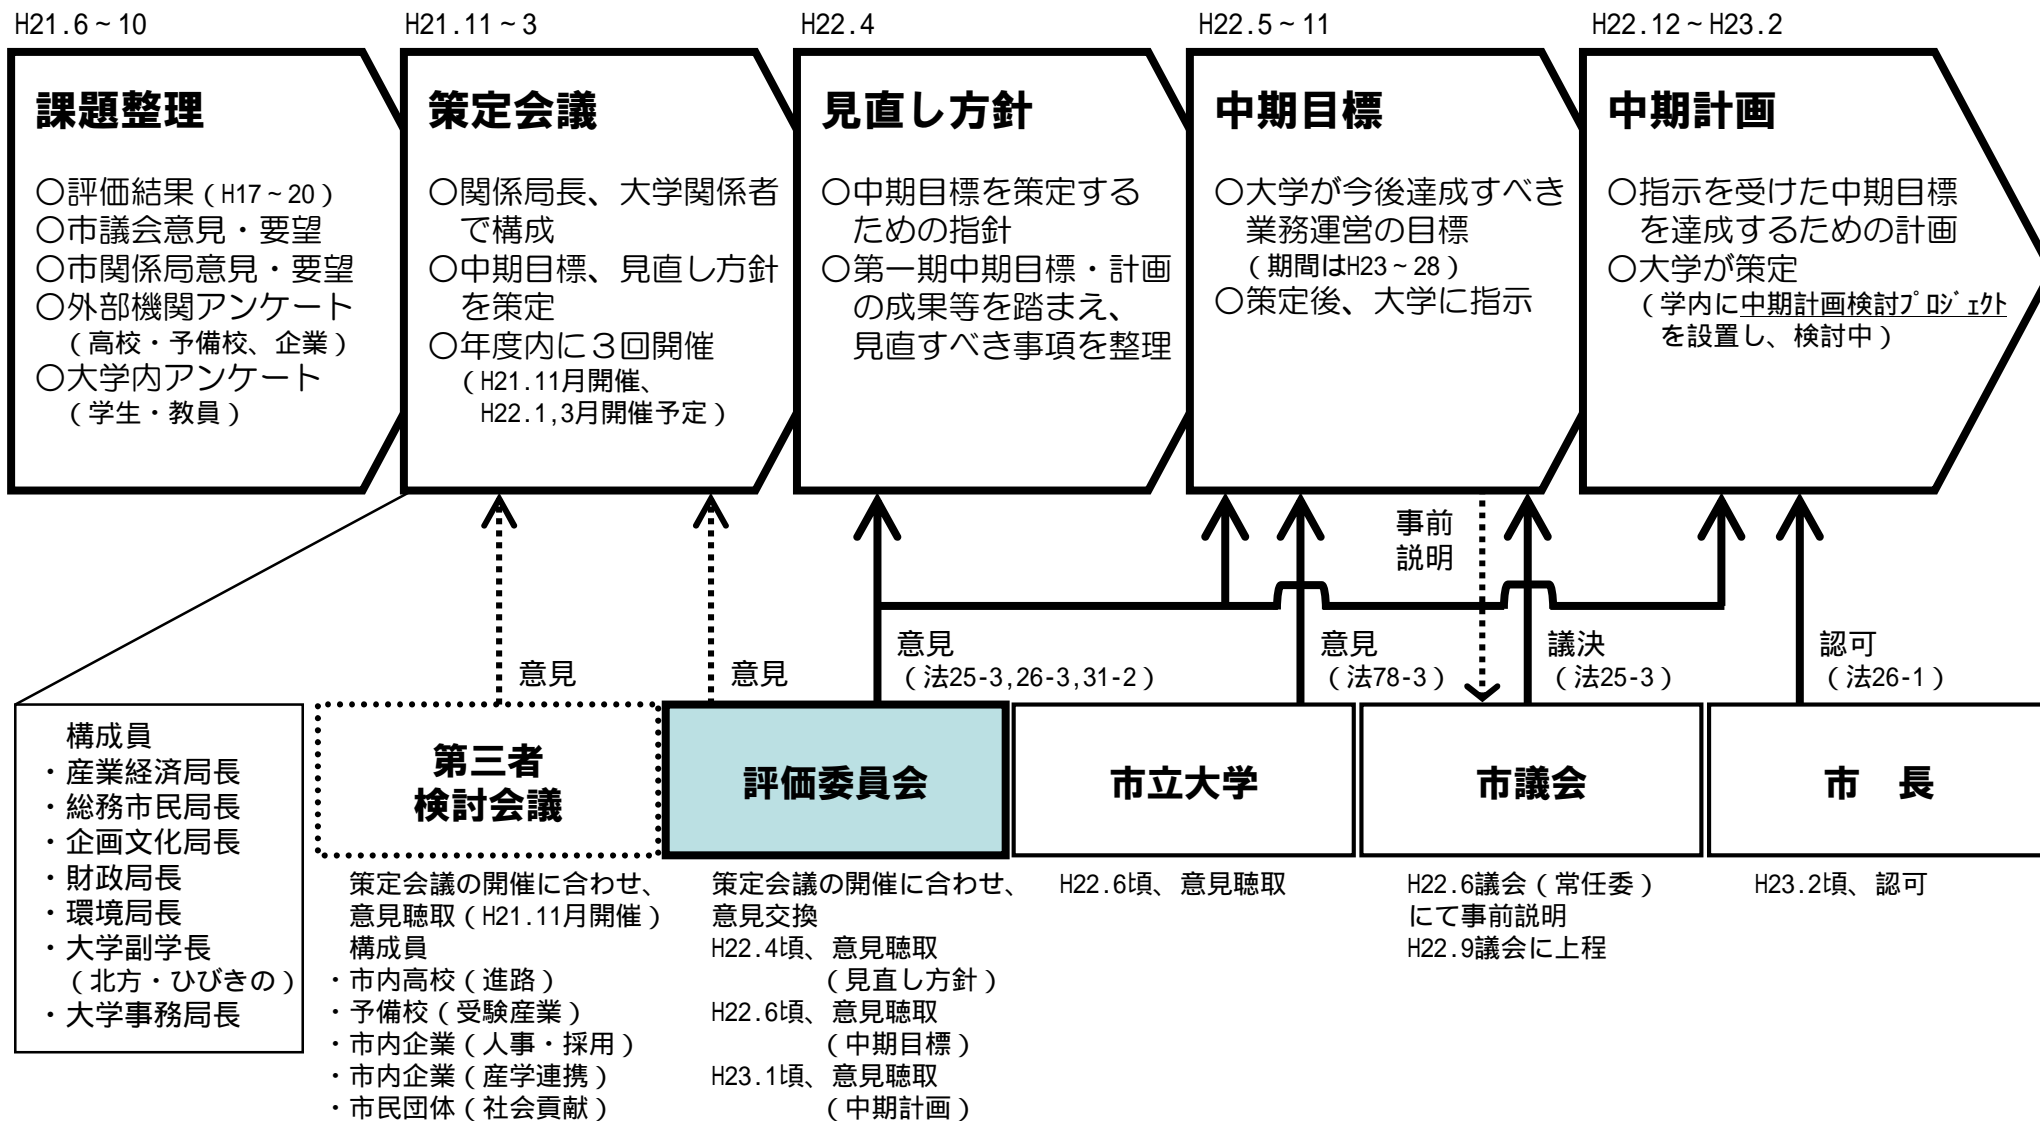 H21.6～10
課題整理
○評価結果（H17～20）
○市議会意見・要望
○市関係局意見・要望
○外部機関アンケート
（高校・予備校、企業）
○大学内アンケート
（学生・教員）
H21.11～3
策定会議
○関係局長、大学関係者
で構成
○中期目標、見直し方針
を策定
○年度内に３回開催
（H21.11月開催、
H22.1,3月開催予定）
H22.4
見直し方針
○中期目標を策定する
ための指針
○第一期中期目標・計画
の成果等を踏まえ、
見直すべき事項を整理
H22.5～11
中期目標
○大学が今後達成すべき
業務運営の目標
（期間はH23～28）
○策定後、大学に指示
H22.12～H23.2
中期計画
○指示を受けた中期目標
を達成するための計画
○大学が策定
（学内に中期計画検討ﾌﾟﾛｼﾞｪｸﾄ
を設置し、検討中）
意見
意見
意見
（法25-3,26-3,31-2）
意見
（法78-3）
事前
説明
議決
（法25-3）
認可
（法26-1）
構成員
・産業経済局長
・総務市民局長
・企画文化局長
・財政局長
・環境局長
・大学副学長
（北方・ひびきの）
・大学事務局長
第三者
検討会議
策定会議の開催に合わせ、
意見聴取（H21.11月開催）
構成員
・市内高校（進路）
・予備校（受験産業）
・市内企業（人事・採用）
・市内企業（産学連携）
・市民団体（社会貢献）
評価委員会
策定会議の開催に合わせ、
意見交換
H22.4頃、意見聴取
（見直し方針）
H22.6頃、意見聴取
（中期目標）
H23.1頃、意見聴取
（中期計画）
市立大学
H22.6頃、意見聴取
市議会
H22.6議会（常任委）
にて事前説明
H22.9議会に上程
市　長
H23.2頃、認可